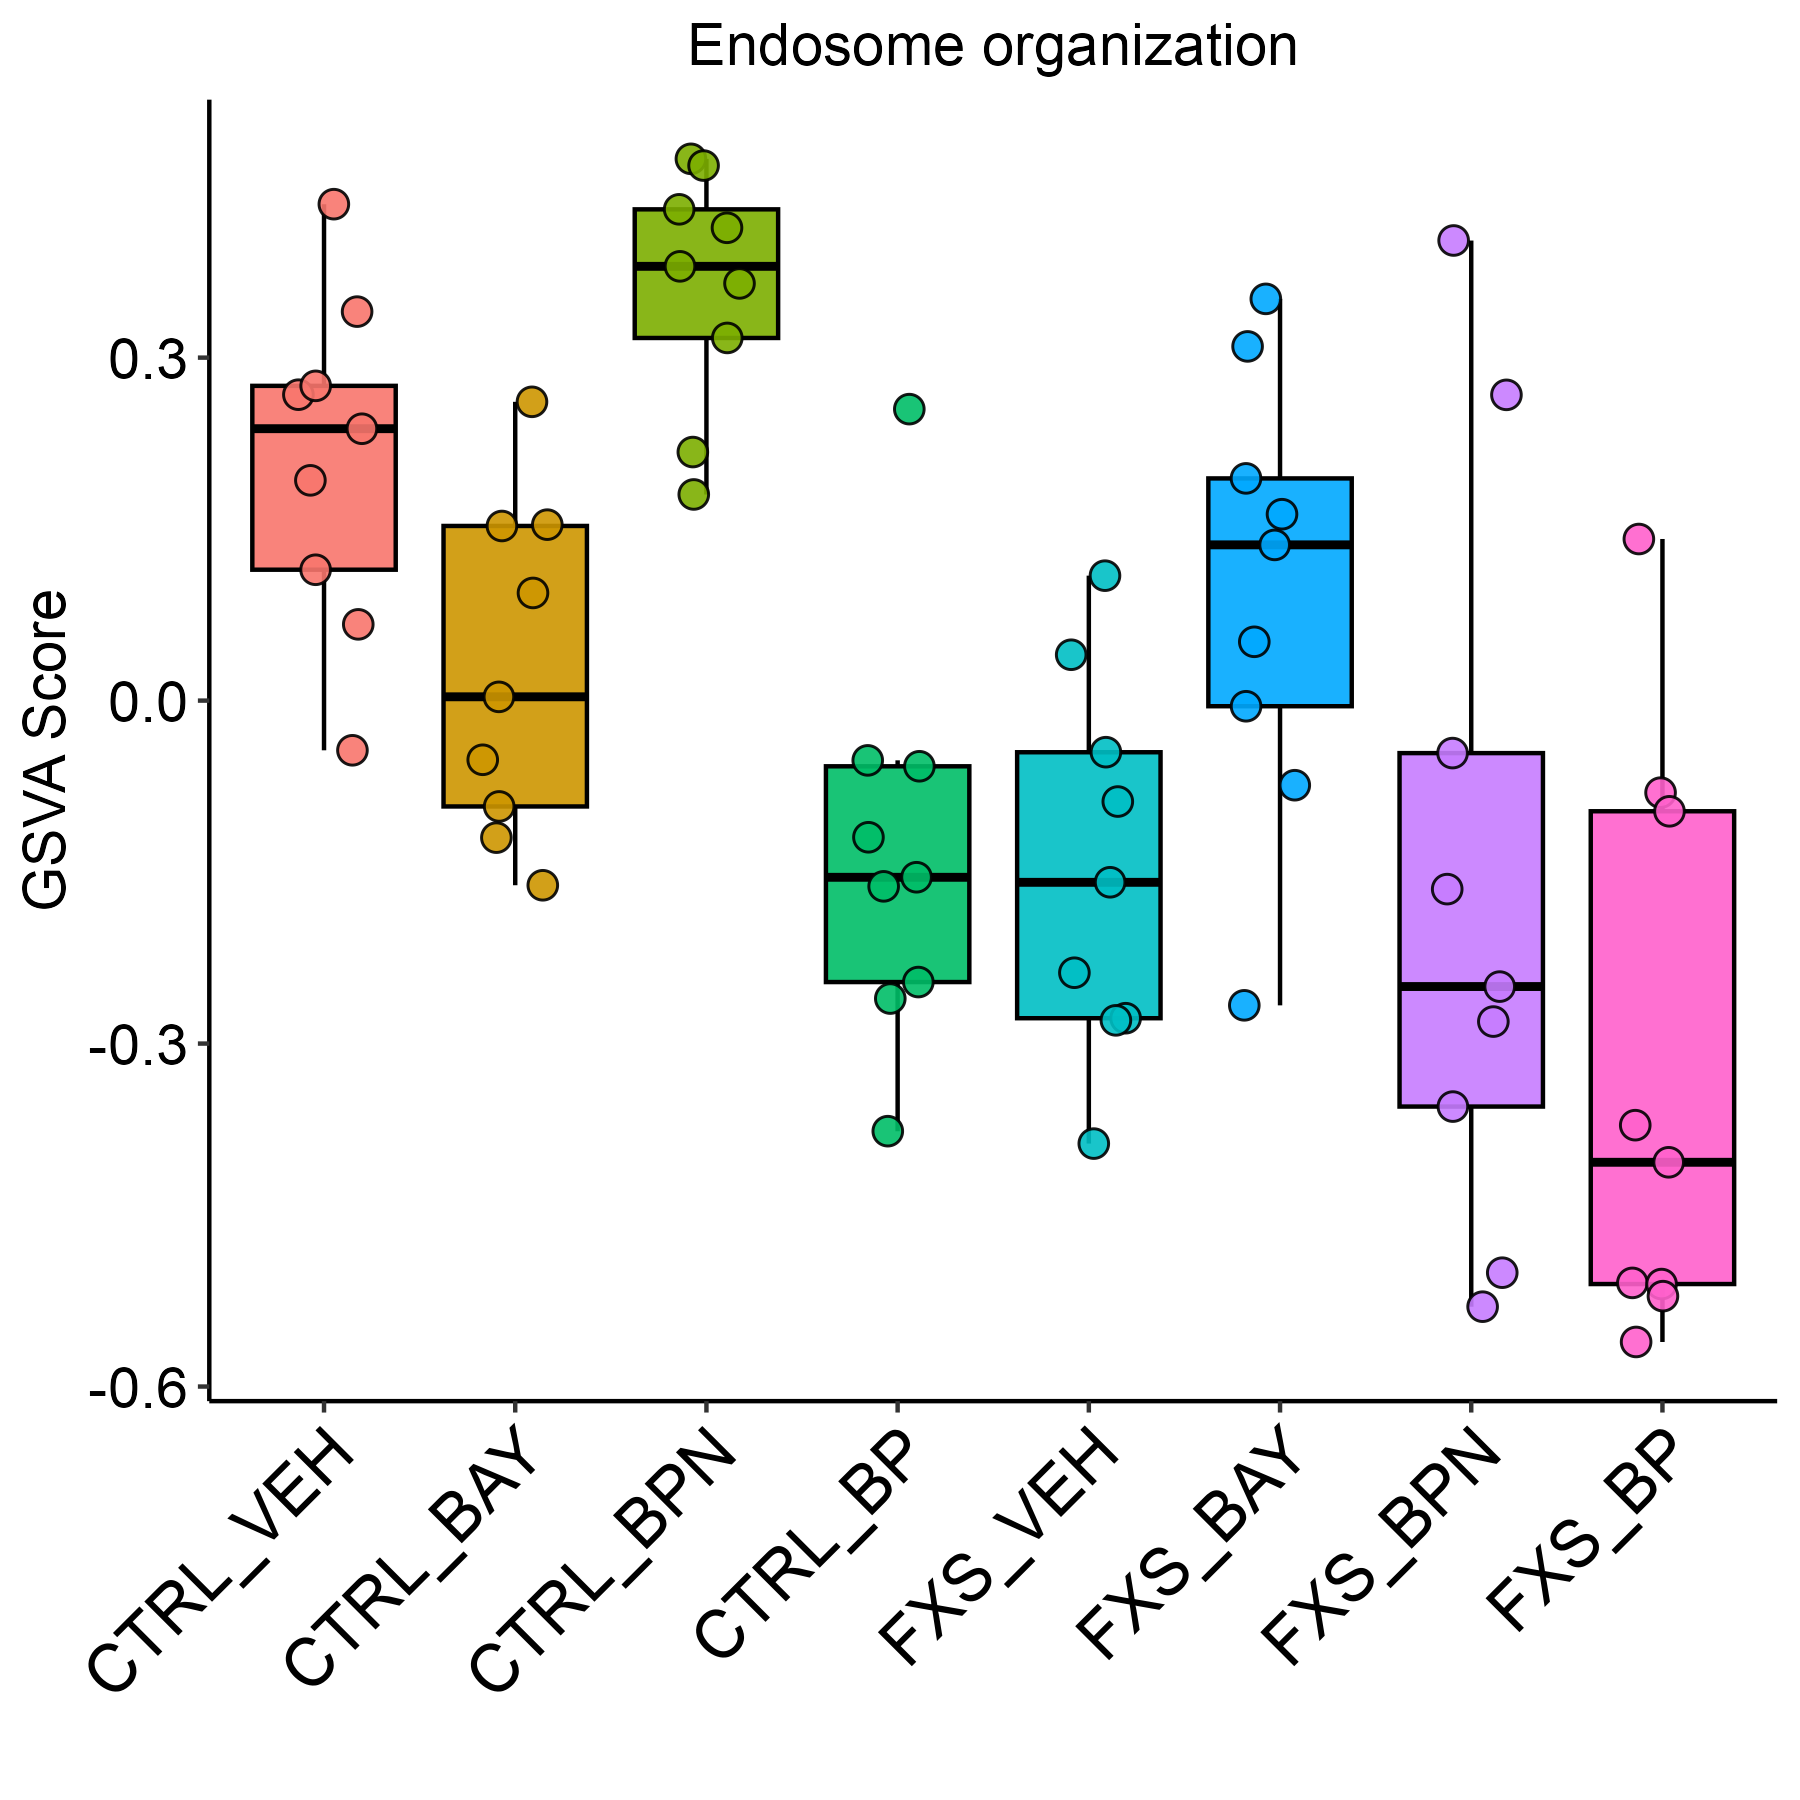 Endosome organization
GSVA Score
0.3
0.0
-0.3
-0.6
CTRL_VEH
CTRL_BAY
CTRL_BPN
CTRL_BP
FXS_VEH
FXS_BAY
FXS_BPN
FXS_BP